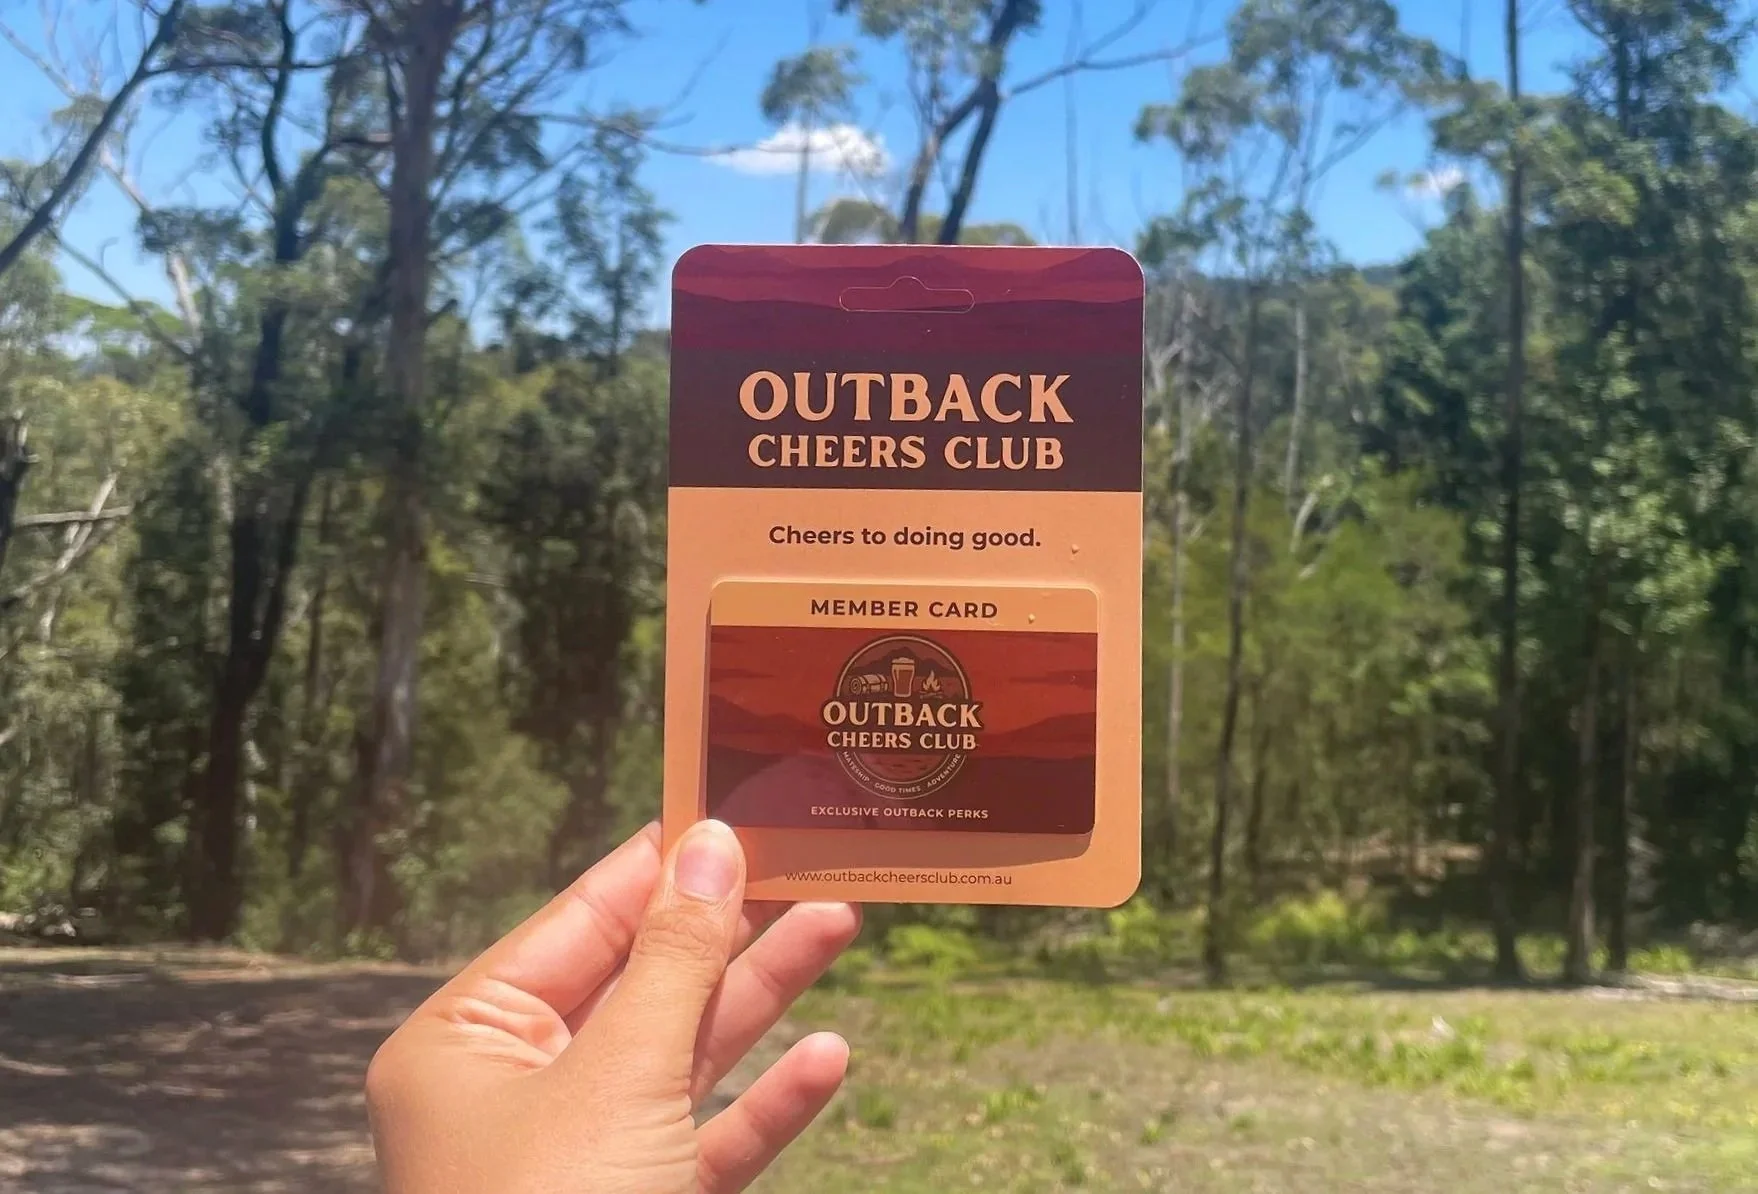 OUTBACK
CHEERS CLUB
Cheers to doing good.
MEMBER CARD
OUTBACK
CHEERS CLUB
MATESHIP · GOOD TIMES · ADVENTURE
EXCLUSIVE OUTBACK PERKS
www.outbackcheersclub.com.au